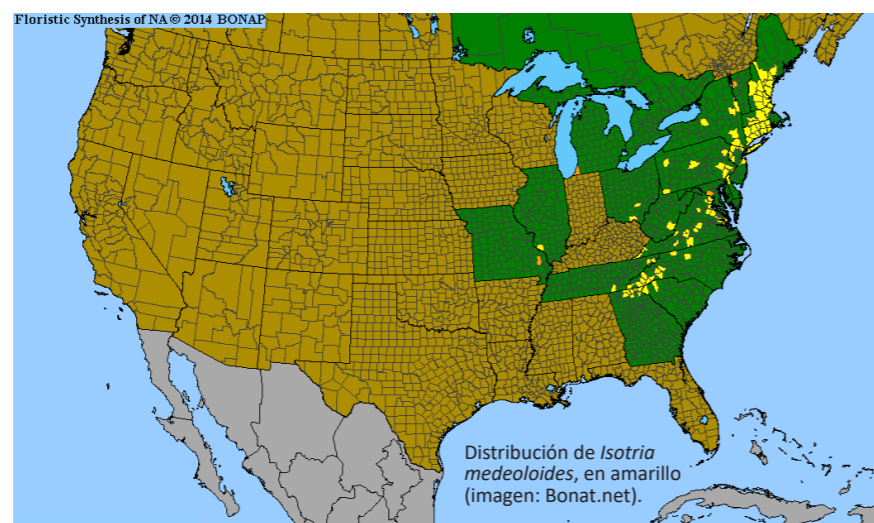 Floristic Synthesis of NA © 2014 BONAP
Distribución de Isotria
medeoloides, en amarillo
(imagen: Bonat.net).